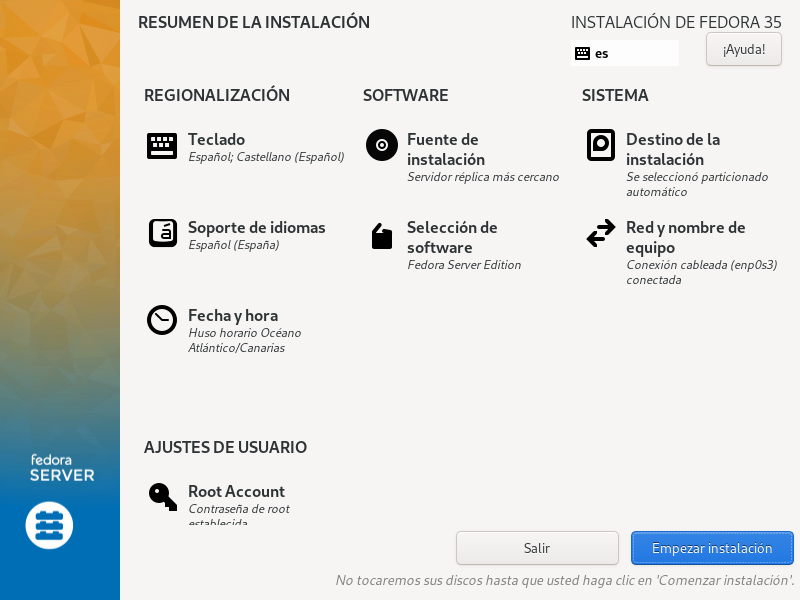 RESUMEN DE LA INSTALACIÓN
INSTALACIÓN DE FEDORA 35
es
¡Ayuda!
REGIONALIZACIÓN
Teclado
Español; Castellano (Español)
Soporte de idiomas
Español (España)
Fecha y hora
Huso horario Océano
Atlántico/Canarias
SOFTWARE
Fuente de
instalación
Servidor réplica más cercano
Selección de
software
Fedora Server Edition
SISTEMA
Destino de la
instalación
Se seleccionó particionado
automático
Red y nombre de
equipo
Conexión cableada (enp0s3)
conectada
AJUSTES DE USUARIO
Root Account
Contraseña de root
establecida
fedora
SERVER
Salir
Empezar instalación
No tocaremos sus discos hasta que usted haga clic en 'Comenzar instalación'.